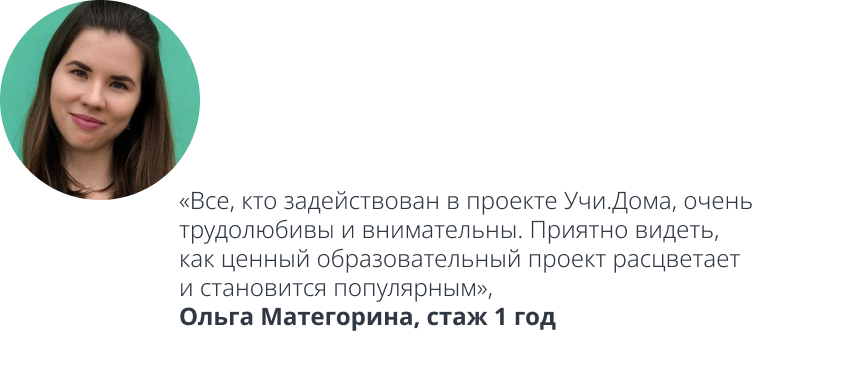 «Все, кто задействован в проекте Учи.Дома, очень
трудолюбивы и внимательны. Приятно видеть,
как ценный образовательный проект расцветает
и становится популярным»,
Ольга Матегорина, стаж 1 год